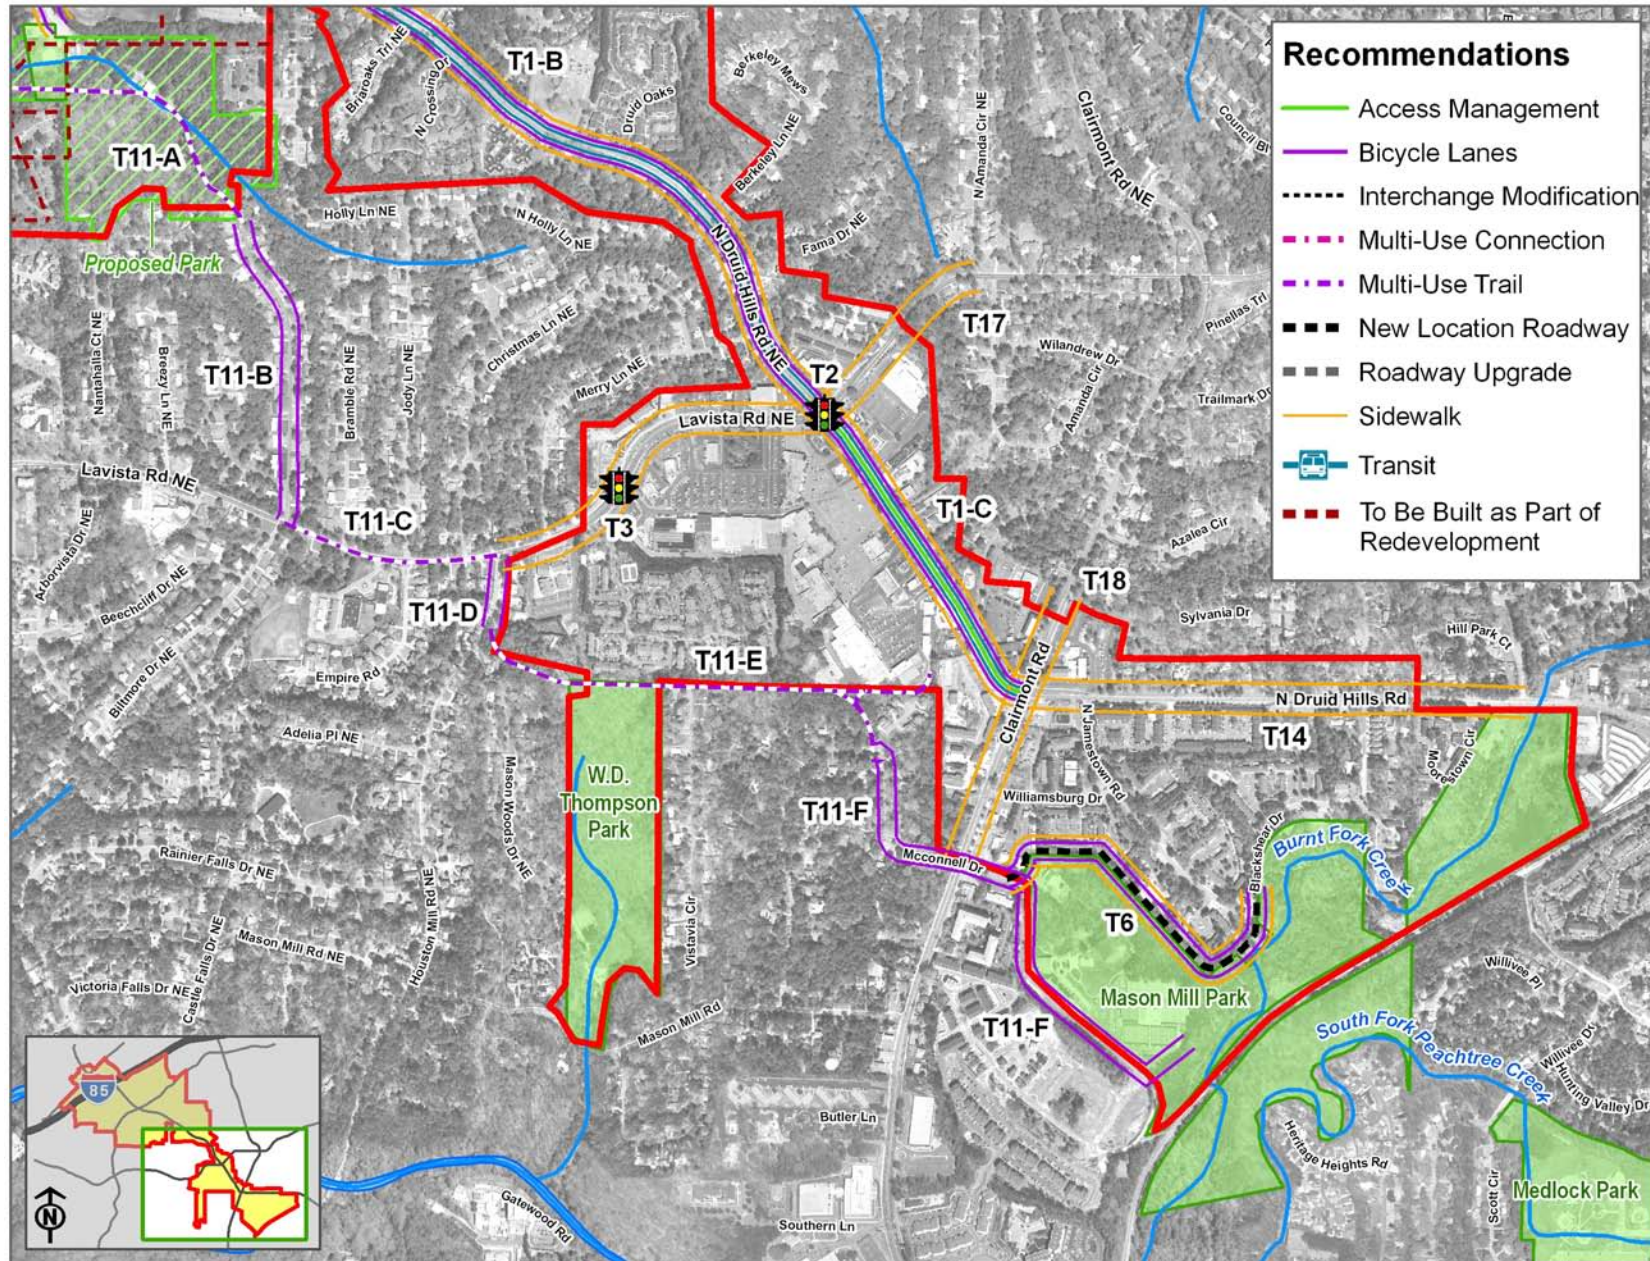 Recommendations
Access Management
Bicycle Lanes
Interchange Modification
Multi-Use Connection
Multi-Use Trail
New Location Roadway
Roadway Upgrade
Sidewalk
Transit
To Be Built as Part of
Redevelopment
T1-B
Briaroaks Trl NE
N Crossing Dr
Druid Oaks
Berkeley Mews
Berkeley Ln NE
N Amanda Cir NE
Clairmont Rd NE
T11-A
Proposed Park
Holly Ln NE
N Holly Ln NE
N Druid Hills Rd NE
Fama Dr NE
T17
Pinellas Trl
Wilandrew Dr
Amanda Cir
Trailmark Dr
Nantahalla Ct NE
Breezy Ln NE
T11-B
Bramble Rd NE
Jody Ln NE
Christmas Ln NE
Merry Ln NE
T2
Lavista Rd NE
T3
Lavista Rd NE
T11-C
T1-C
Azalea Cir
T18
Arborvista Dr NE
Beechcliff Dr NE
Biltmore Dr NE
T11-D
Empire Rd
T11-E
Sylvania Dr
Hill Park Ct
Clairmont Rd
N Druid Hills Rd
T14
N Jamestown Rd
Moorestown Cir
Adelia Pl NE
Mason Woods Dr NE
W.D.
Thompson
Park
T11-F
Williamsburg Dr
Blackshear Dr
Burnt Fork Creek
Mcconnell Dr
Rainier Falls Dr NE
Mason Mill Rd NE
Houston Mill Rd NE
Castle Falls Dr NE
Victoria Falls Dr NE
Vistavia Cir
Mason Mill Rd
T6
Mason Mill Park
T11-F
South Fork
Peachtree Creek
Willivee Pl
Willivee Dr
Hunting Valley Dr
Heritage Heights Rd
Scott Cir
Medlock Park
Butler Ln
Southern Ln
Gatewood Rd
85
N